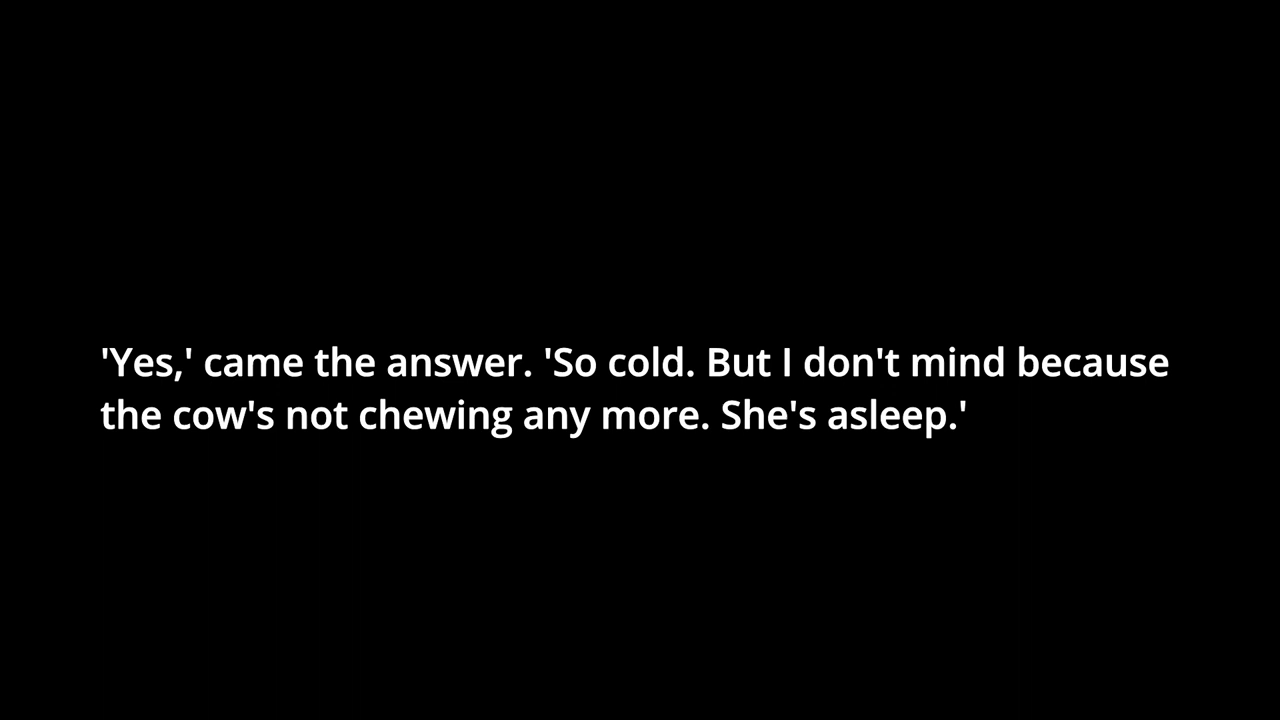 'Yes,' came the answer. 'So cold. But I don't mind because
the cow's not chewing any more. She's asleep.'